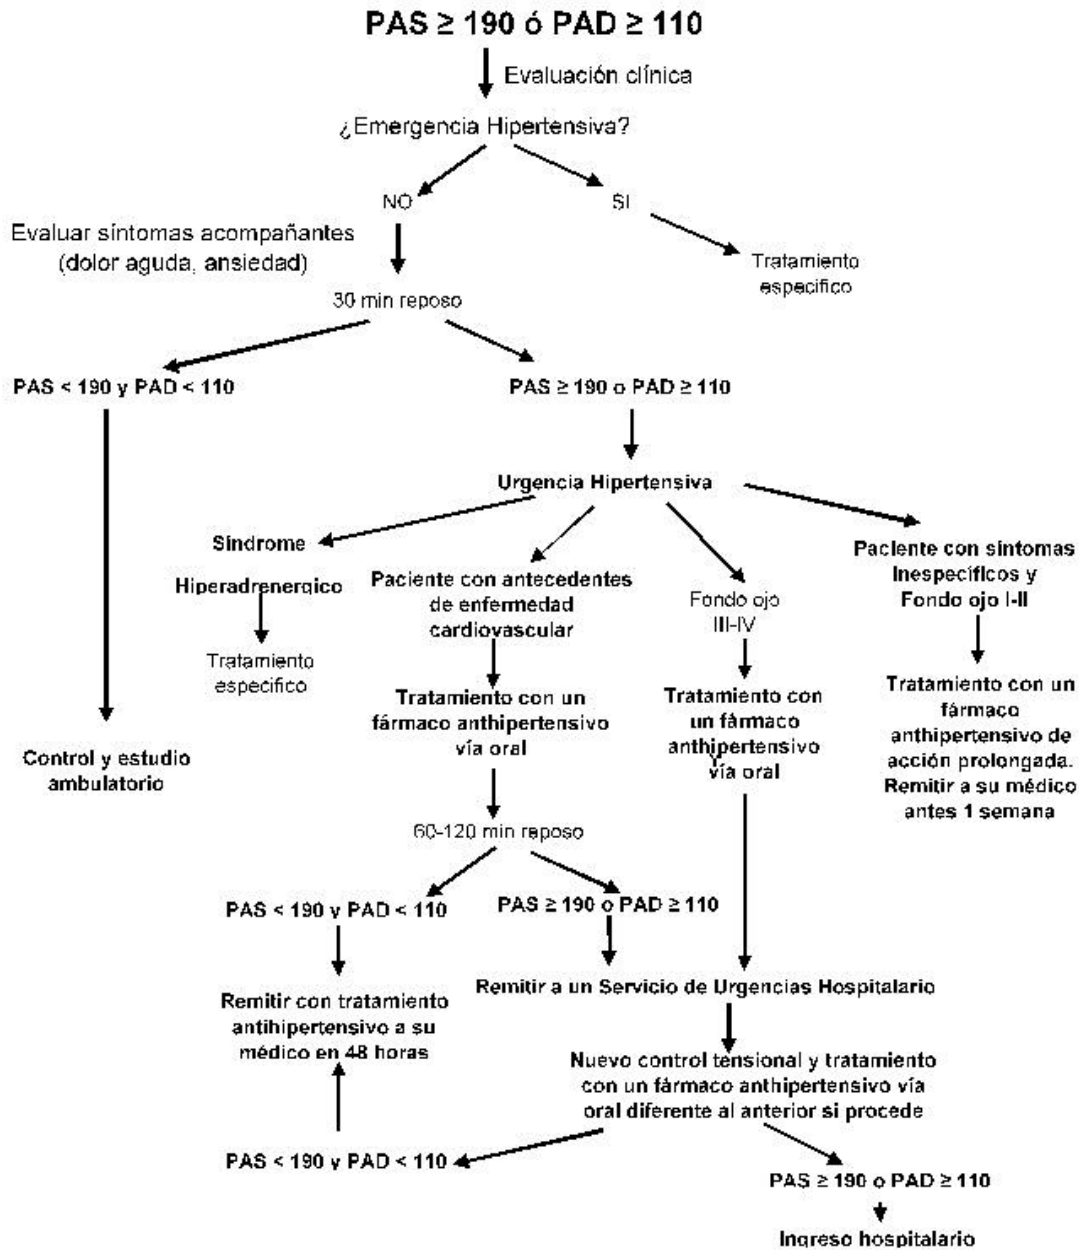 PAS ≥ 190 ó PAD ≥ 110
Evaluación clínica
¿Emergencia Hipertensiva?
NO
SI
Evaluar síntomas acompañantes
(dolor aguda, ansiedad)
Tratamiento
especifico
30 min reposo
PAS < 190 y PAD < 110
PAS ≥ 190 o PAD ≥ 110
Urgencia Hipertensiva
Síndrome
Hiperadrenergico
Tratamiento
especifico
Paciente con antecedentes
de enfermedad
cardiovascular
Fondo ojo
III-IV
Paciente con síntomas
Inespecíficos y
Fondo ojo I-II
Tratamiento con un
fármaco anthipertensivo
vía oral
Tratamiento con
un fármaco
anthipertensivo
vía oral
Tratamiento con un
fármaco
anthipertensivo de
acción prolongada.
Remitir a su médico
antes 1 semana
Control y estudio
ambulatorio
60-120 min reposo
PAS < 190 y PAD < 110
PAS ≥ 190 o PAD ≥ 110
Remitir con tratamiento
antihipertensivo a su
médico en 48 horas
Remitir a un Servicio de Urgencias Hospitalario
Nuevo control tensional y tratamiento
con un fármaco anthipertensivo vía
oral diferente al anterior si procede
PAS < 190 y PAD < 110
PAS ≥ 190 o PAD ≥ 110
Ingreso hospitalario